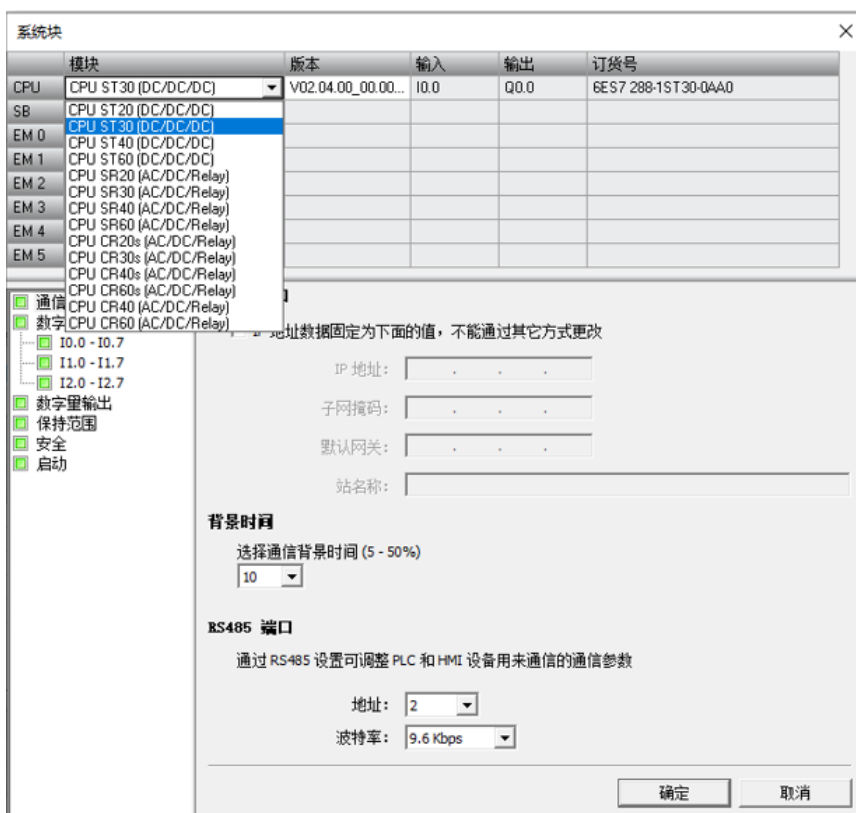 系统块
模块 版本 输入 输出 订货号
CPU CPU ST30 (DC/DC/DC) V02.04.00_00.00... I0.0 Q0.0 6ES7 288-1ST30-0AA0
SB CPU ST20 (DC/DC/DC)
CPU ST30 (DC/DC/DC)
EM 0 CPU ST40 (DC/DC/DC)
EM 1 CPU ST60 (DC/DC/DC)
CPU SR20 (AC/DC/Relay)
EM 2 CPU SR30 (AC/DC/Relay)
EM 3 CPU SR40 (AC/DC/Relay)
EM 4 CPU SR60 (AC/DC/Relay)
CPU CR20s (AC/DC/Relay)
EM 5 CPU CR30s (AC/DC/Relay)
CPU CR40s (AC/DC/Relay)
CPU CR60s (AC/DC/Relay)
通信 CPU CR40 (AC/DC/Relay)
数字 CPU CR60 (AC/DC/Relay)
I0.0 - I0.7
I1.0 - I1.7
I2.0 - I2.7
数字量输出
保持范围
安全
启动
地址数据固定为下面的值，不能通过其它方式更改
IP 地址：
子网掩码：
默认网关：
站名称：
背景时间
选择通信背景时间 (5 - 50%)
10
RS485 端口
通过 RS485 设置可调整 PLC 和 HMI 设备用来通信的通信参数
地址： 2
波特率： 9.6 Kbps
确定 取消